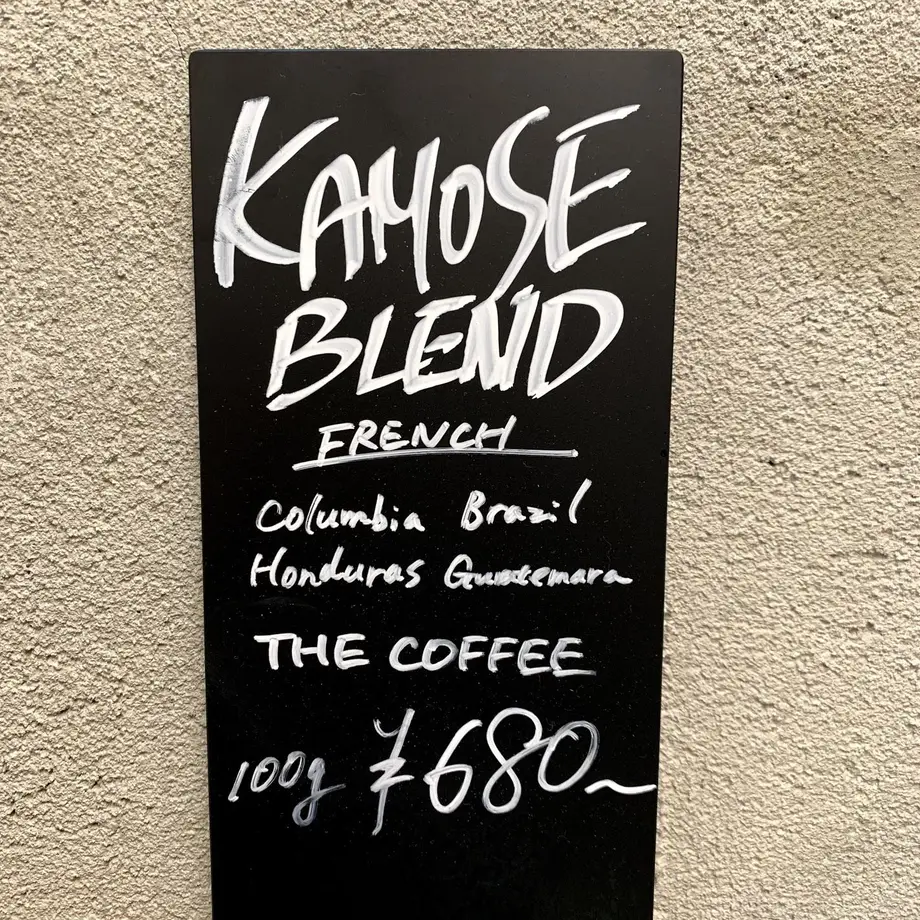 KAMOSE
BLEND
FRENCH
Columbia Brazil
Honduras Guatemara
THE COFFEE
100g ¥680~